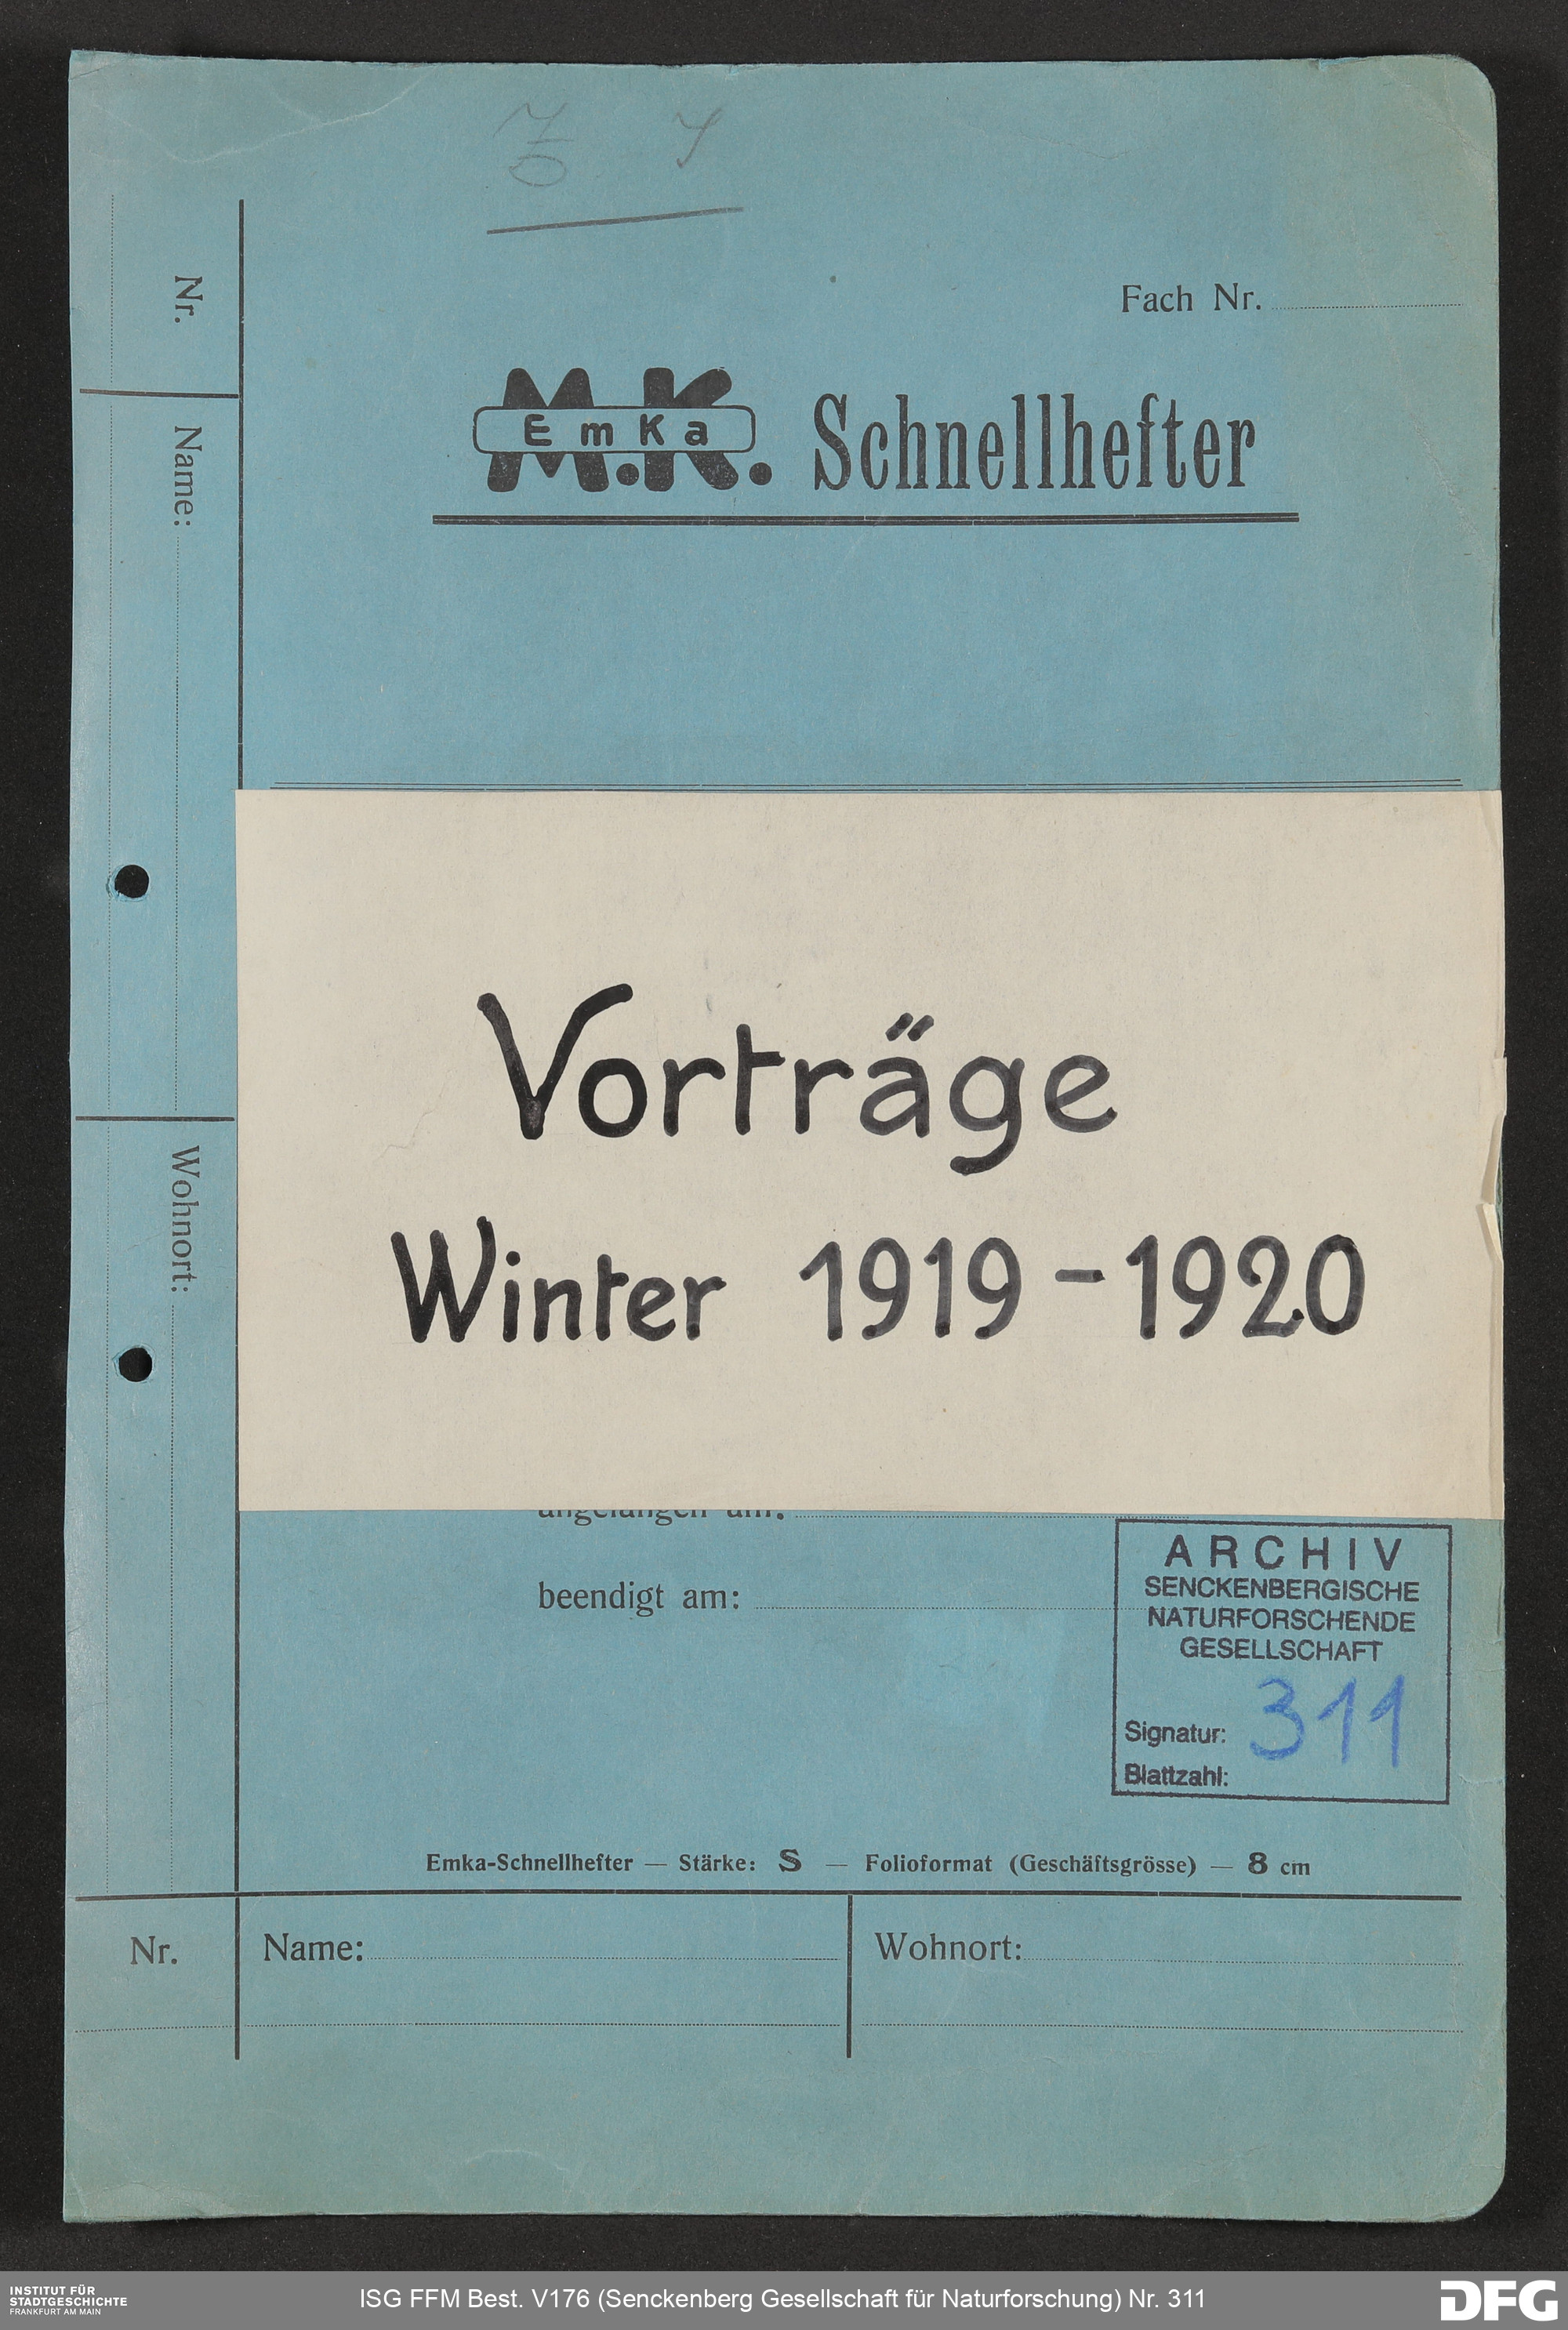 Fach Nr.
M.K.
EmKa
Schnellhefter
Nr.
Name:
Wohnort:
Vorträge
Winter 1919-1920
angefangen am:
beendigt am:
ARCHIV
SENCKENBERGISCHE
NATURFORSCHENDE
GESELLSCHAFT
Signatur: 311
Blattzahl:
Emka-Schnellhefter — Stärke: S — Folioformat (Geschäftsgrösse) — 8 cm
Nr.
Name:
Wohnort:
INSTITUT FÜR
STADTGESCHICHTE
FRANKFURT AM MAIN
ISG FFM Best. V176 (Senckenberg Gesellschaft für Naturforschung) Nr. 311
DFG